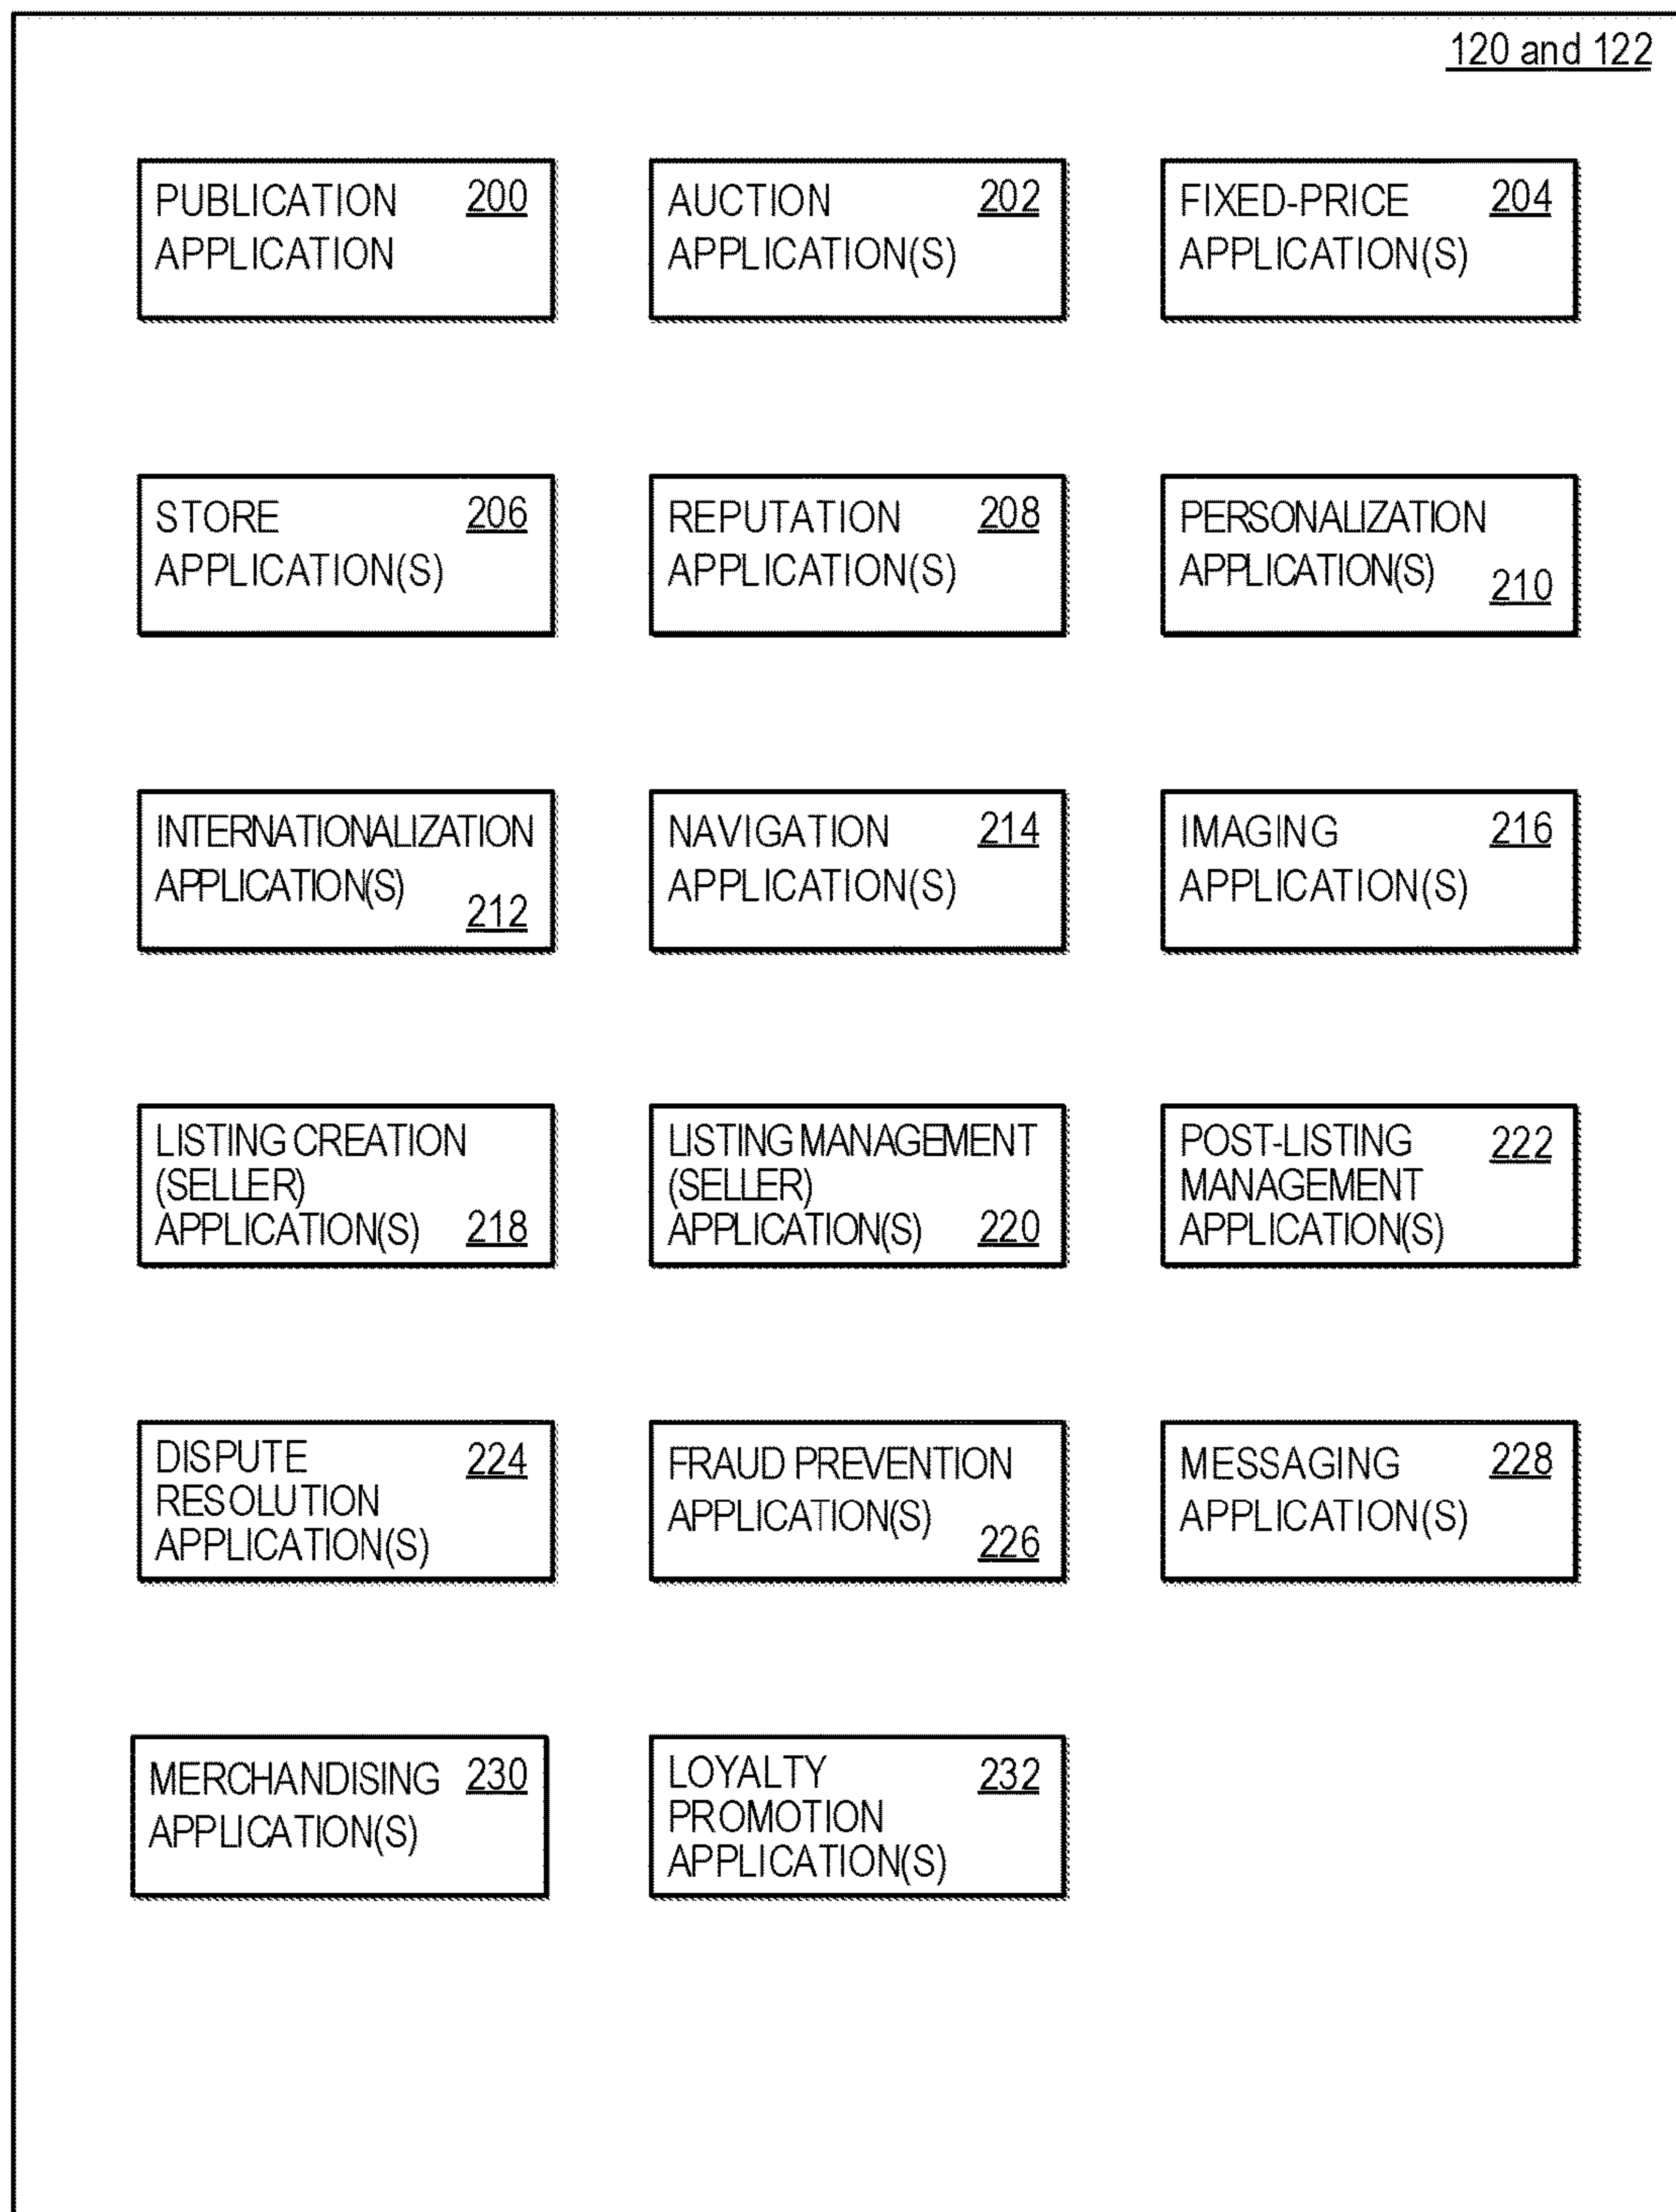 120 and 122
PUBLICATION 200
APPLICATION
AUCTION 202
APPLICATION(S)
FIXED-PRICE 204
APPLICATION(S)
STORE 206
APPLICATION(S)
REPUTATION 208
APPLICATION(S)
PERSONALIZATION
APPLICATION(S)
210
INTERNATIONALIZATION
APPLICATION(S)
212
NAVIGATION 214
APPLICATION(S)
IMAGING 216
APPLICATION(S)
LISTING CREATION
(SELLER)
APPLICATION(S) 218
LISTING MANAGEMENT
(SELLER)
APPLICATION(S) 220
POST-LISTING 222
MANAGEMENT
APPLICATION(S)
DISPUTE 224
RESOLUTION
APPLICATION(S)
FRAUD PREVENTION
APPLICATION(S)
226
MESSAGING 228
APPLICATION(S)
MERCHANDISING 230
APPLICATION(S)
LOYALTY 232
PROMOTION
APPLICATION(S)